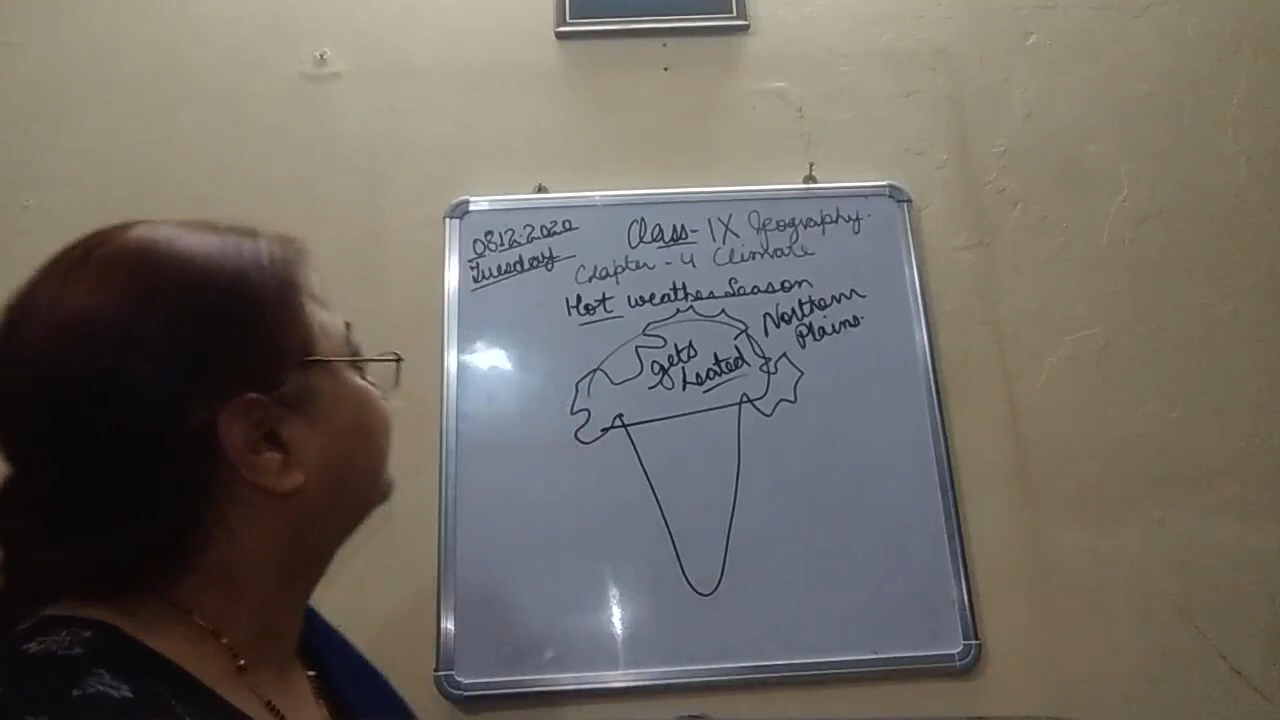 08.12.2020
Tuesday
Class- IX Geography.
Chapter - 4 Climate
Hot weather Season
Northern
Plains.
gets
heated